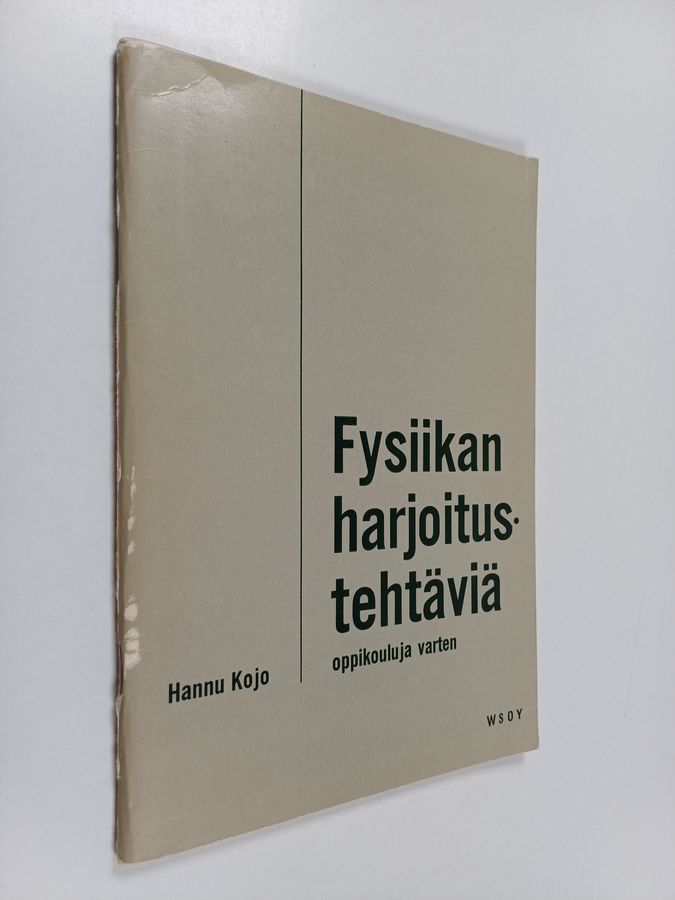 Fysiikan
harjoitus-
tehtäviä
oppikouluja varten
Hannu Kojo
WSOY